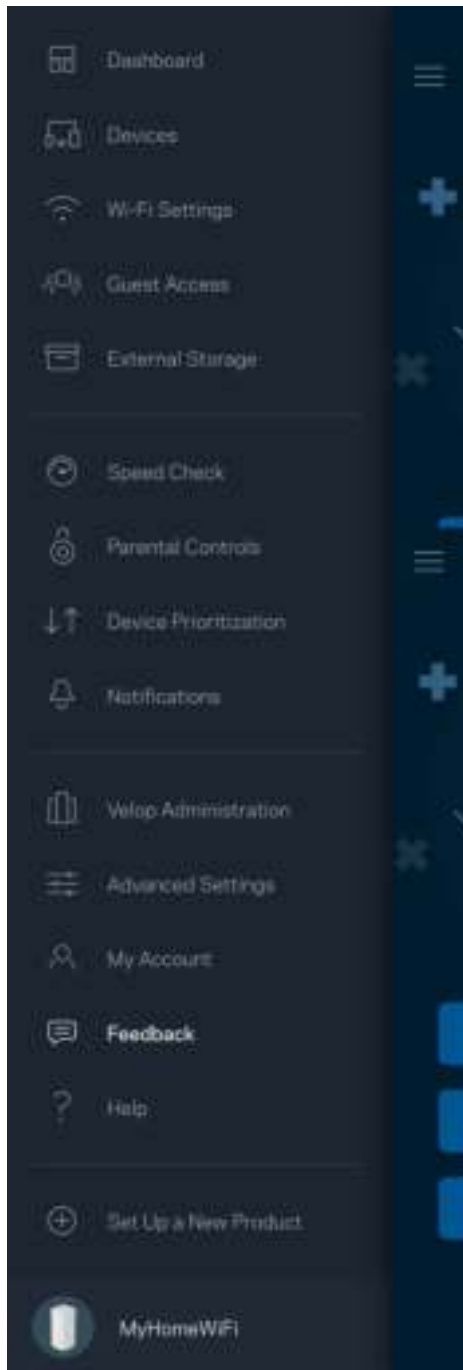 Dashboard
Devices
Wi-Fi Settings
Guest Access
External Storage
Speed Check
Parental Controls
Device Prioritization
Notifications
Velop Administration
Advanced Settings
My Account
Feedback
Help
Set Up a New Product
MyHomeWiFi